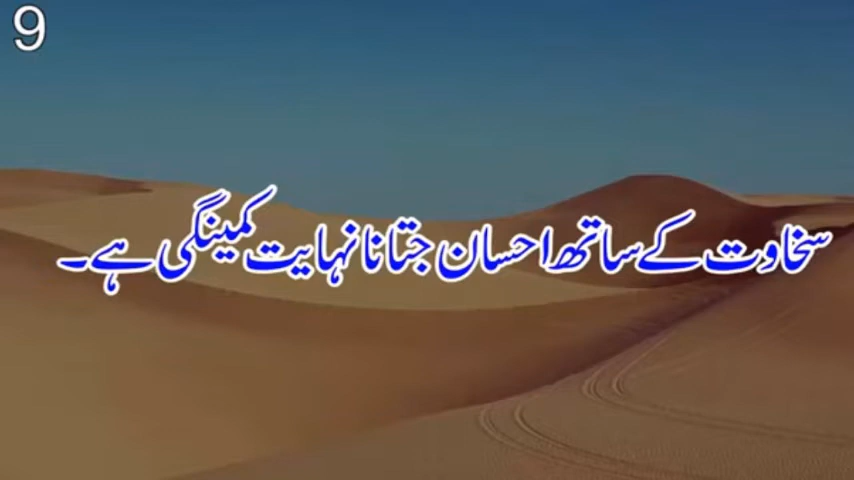 9
سخاوت کے ساتھ احسان جتانا نہایت کمینگی ہے۔